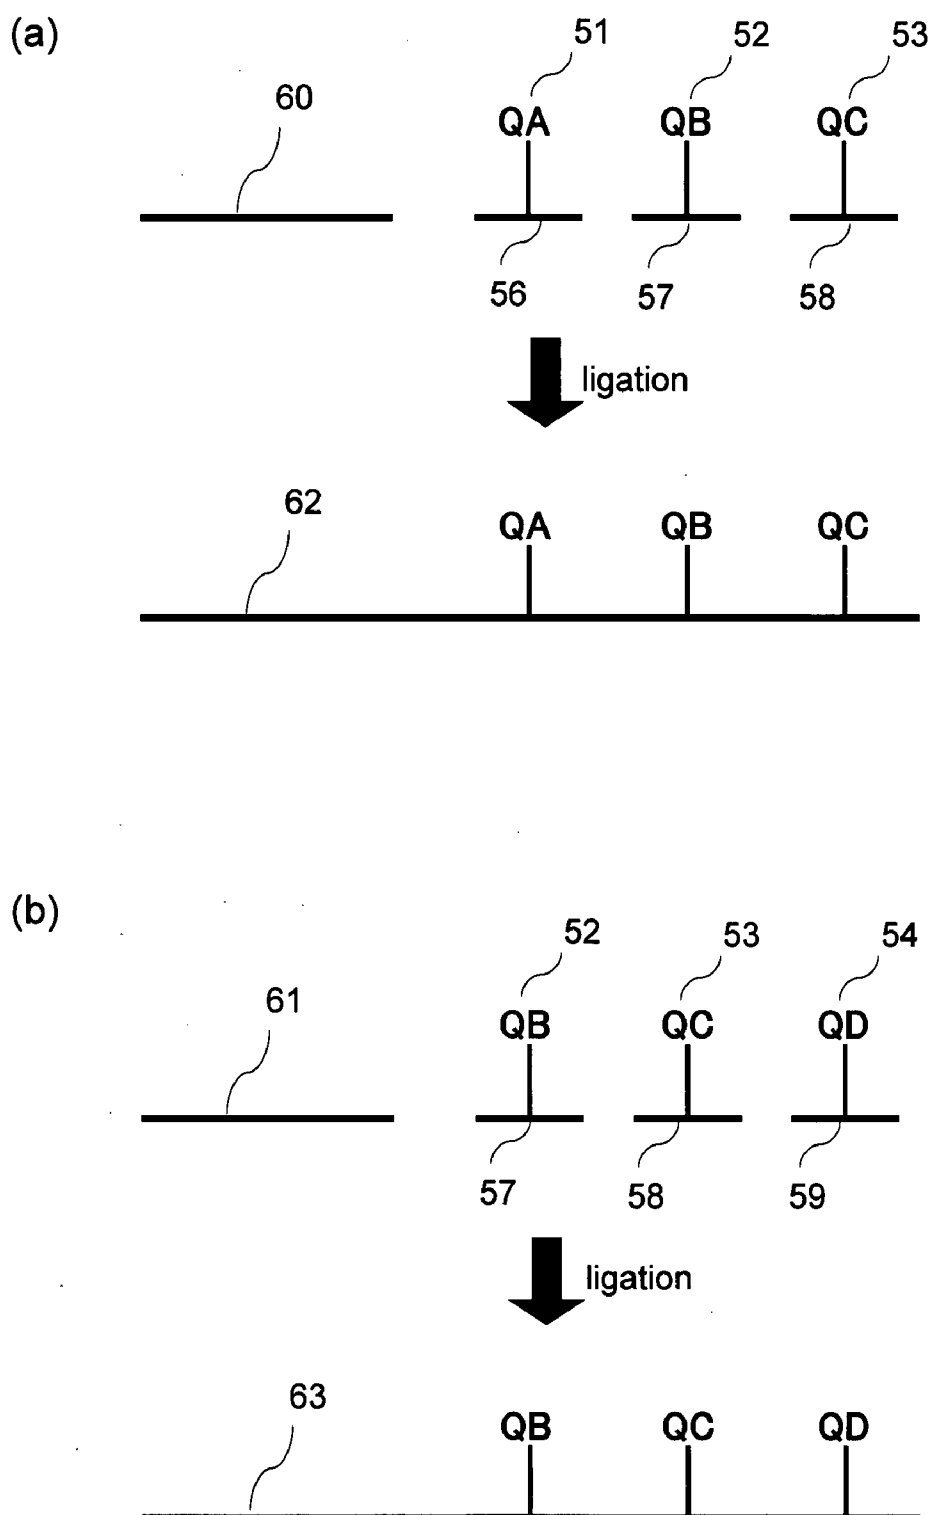 (a)
51 52 53
60
QA QB QC
56 57 58
ligation
62
QA QB QC
(b)
52 53 54
61
QB QC QD
57 58 59
ligation
63
QB QC QD